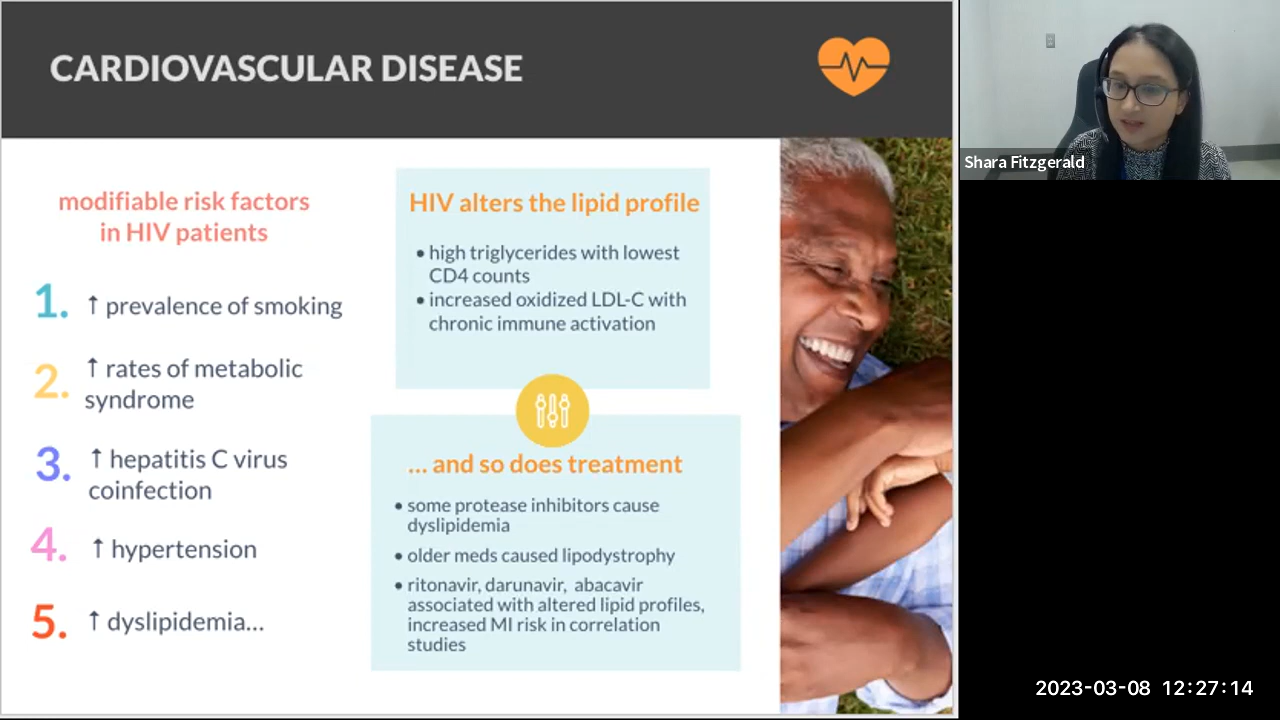 CARDIOVASCULAR DISEASE
modifiable risk factors
in HIV patients
1. ↑ prevalence of smoking
2. ↑ rates of metabolic
syndrome
3. ↑ hepatitis C virus
coinfection
4. ↑ hypertension
5. ↑ dyslipidemia...
HIV alters the lipid profile
• high triglycerides with lowest
CD4 counts
• increased oxidized LDL-C with
chronic immune activation
... and so does treatment
• some protease inhibitors cause
dyslipidemia
• older meds caused lipodystrophy
• ritonavir, darunavir, abacavir
associated with altered lipid profiles,
increased MI risk in correlation
studies
Shara Fitzgerald
2023-03-08 12:27:14